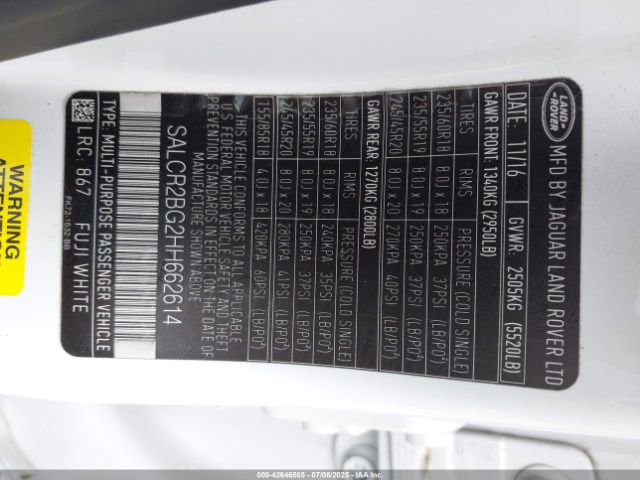 LAND-
ROVER
MFD BY JAGUAR LAND ROVER LTD
DATE: 11/16 GVWR: 2505KG (5520LB)
GAWR FRONT: 1340KG (2950LB)
TIRES RIMS PRESSURE (COLD SINGLE)
235/60R18 8.0J x 18 250KPA 37PSI (LB/PO²)
235/55R19 8.0J x 19 250KPA 37PSI (LB/PO²)
245/45R20 8.0J x 20 270KPA 40PSI (LB/PO²)
GAWR REAR: 1270KG (2800LB)
TIRES RIMS PRESSURE (COLD SINGLE)
235/60R18 8.0J x 18 240KPA 35PSI (LB/PO²)
235/55R19 8.0J x 19 250KPA 37PSI (LB/PO²)
245/45R20 8.0J x 20 280KPA 41PSI (LB/PO²)
155/85R18 4.0J x 18 420KPA 60PSI (LB/PO²)
THIS VEHICLE CONFORMS TO ALL APPLICABLE
U S FEDERAL MOTOR VEHICLE SAFETY AND THEFT
PREVENTION STANDARDS IN EFFECT ON THE DATE OF
MANUFACTURE SHOWN ABOVE
SALCR2BG2HH662614
TYPE: MULTI-PURPOSE PASSENGER VEHICLE
LRC: 867 FUJI WHITE
FK72-1532-BB
WARNING
000-42646505 - 07/08/2025 -